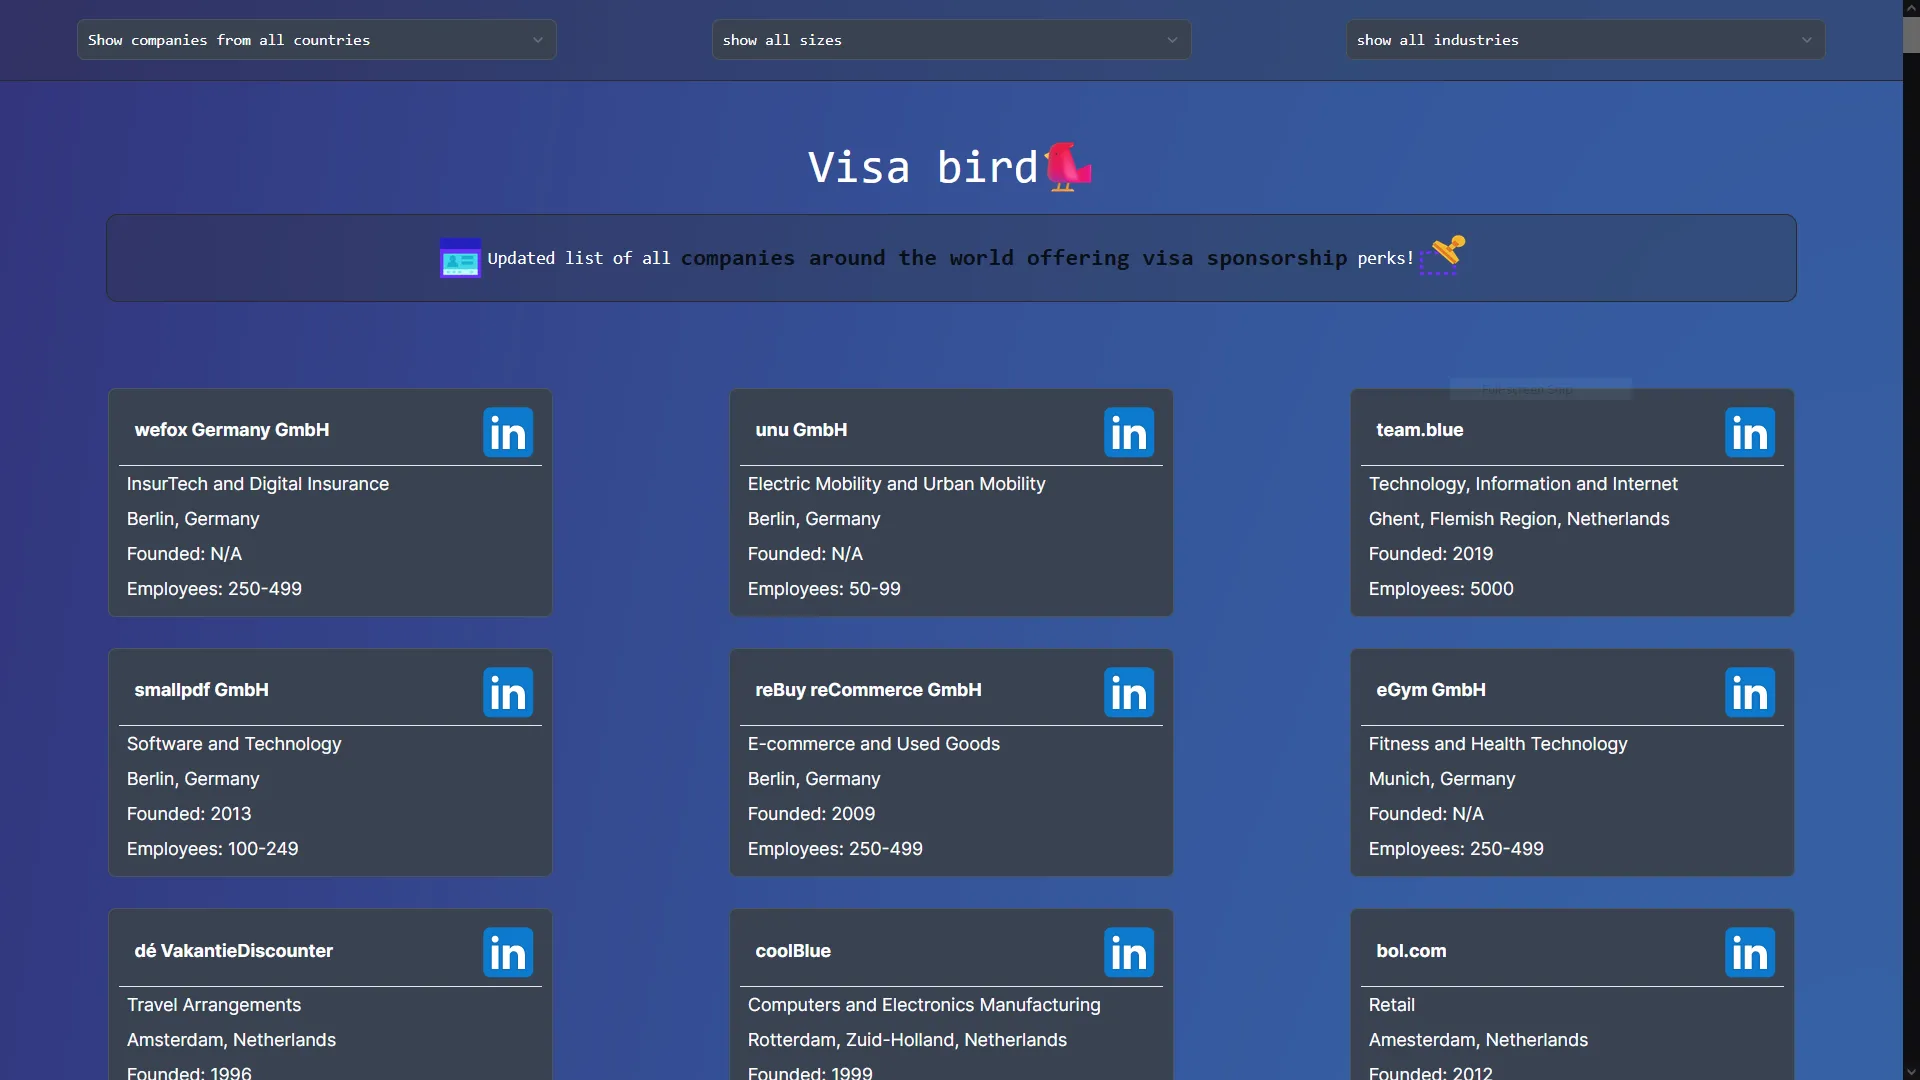 Show companies from all countries
show all sizes
show all industries
Visa bird
Updated list of all companies around the world offering visa sponsorship perks!
Full-screen Snip
wefox Germany GmbH
in
InsurTech and Digital Insurance
Berlin, Germany
Founded: N/A
Employees: 250-499
unu GmbH
in
Electric Mobility and Urban Mobility
Berlin, Germany
Founded: N/A
Employees: 50-99
team.blue
in
Technology, Information and Internet
Ghent, Flemish Region, Netherlands
Founded: 2019
Employees: 5000
smallpdf GmbH
in
Software and Technology
Berlin, Germany
Founded: 2013
Employees: 100-249
reBuy reCommerce GmbH
in
E-commerce and Used Goods
Berlin, Germany
Founded: 2009
Employees: 250-499
eGym GmbH
in
Fitness and Health Technology
Munich, Germany
Founded: N/A
Employees: 250-499
dé VakantieDiscounter
in
Travel Arrangements
Amsterdam, Netherlands
Founded: 1996
coolBlue
in
Computers and Electronics Manufacturing
Rotterdam, Zuid-Holland, Netherlands
Founded: 1999
bol.com
in
Retail
Amesterdam, Netherlands
Founded: 2012